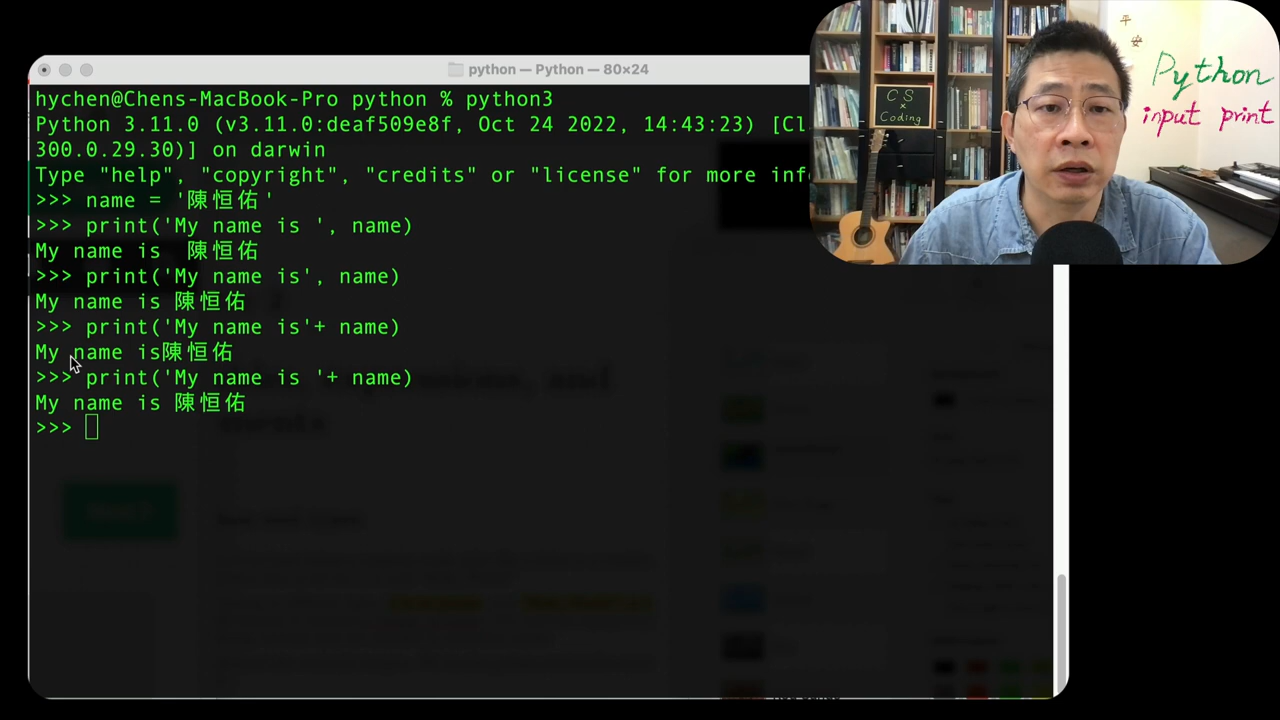 python — Python — 80×24
hychen@Chens-MacBook-Pro python % python3
Python 3.11.0 (v3.11.0:deaf509e8f, Oct 24 2022, 14:43:23) [Cl
300.0.29.30)] on darwin
Type "help", "copyright", "credits" or "license" for more inf
>>> name = '陳恒佑'
>>> print('My name is ', name)
My name is  陳恒佑
>>> print('My name is', name)
My name is 陳恒佑
>>> print('My name is'+ name)
My name is陳恒佑
>>> print('My name is '+ name)
My name is 陳恒佑
>>>
平
安
Python
input print
CS
×
Coding